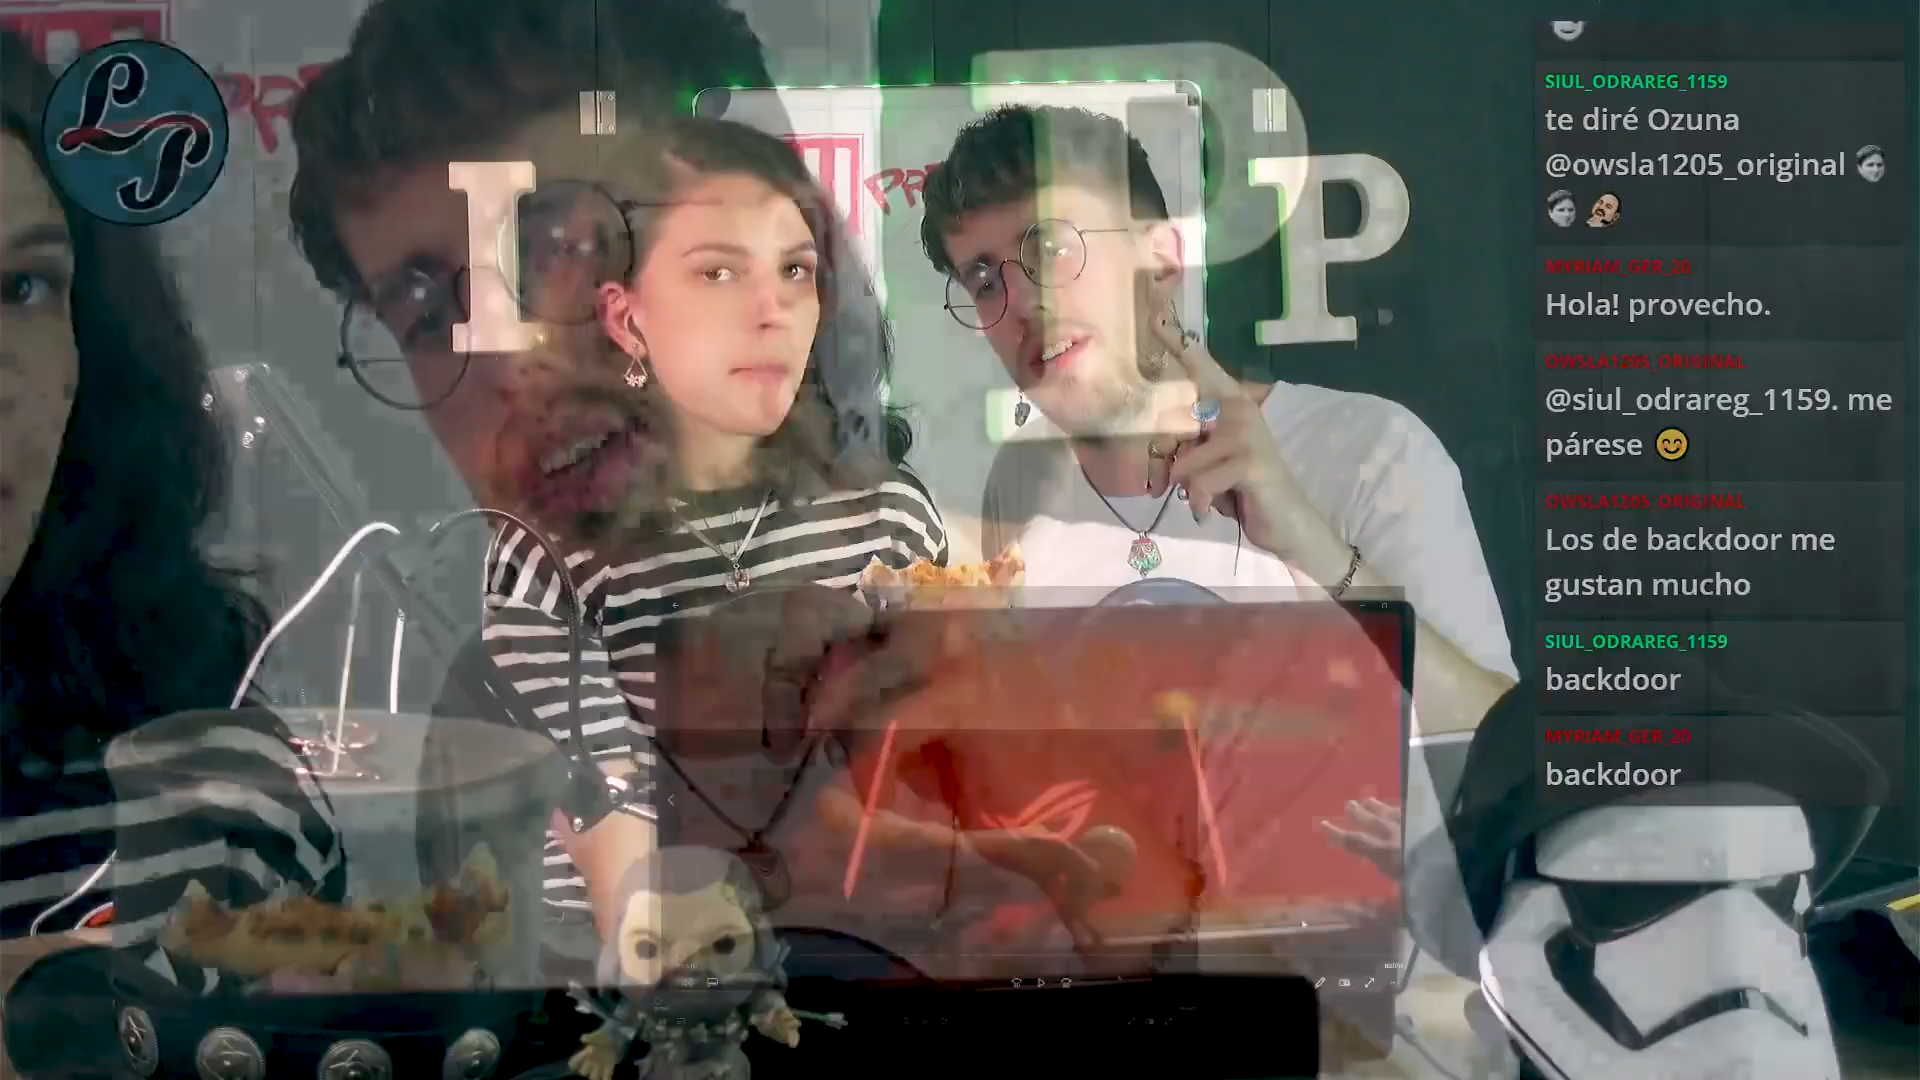 LP
L P
P
SIUL_ODRAREG_1159
te diré Ozuna
@owsla1205_original
MYRIAM_GER_20
Hola! provecho.
OWSLA1205_ORIGINAL
@siul_odrareg_1159. me
párese 😊
OWSLA1205_ORIGINAL
Los de backdoor me
gustan mucho
SIUL_ODRAREG_1159
backdoor
MYRIAM_GER_20
backdoor